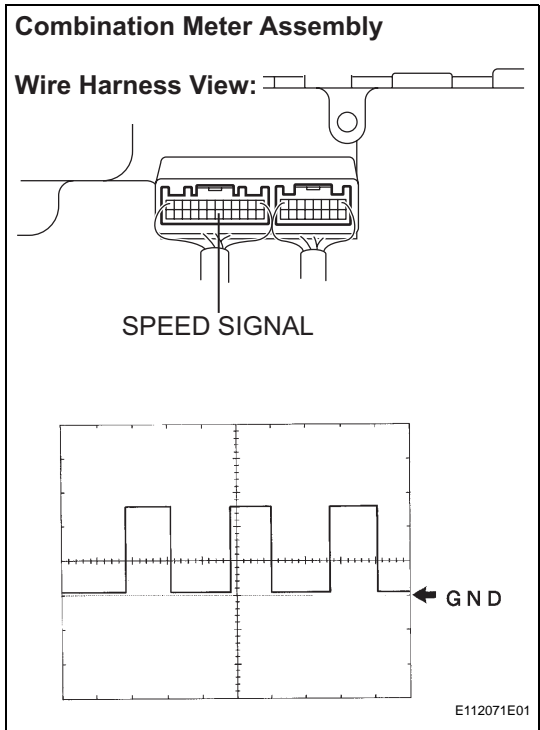 Combination Meter Assembly
Wire Harness View:
SPEED SIGNAL
GND
E112071E01